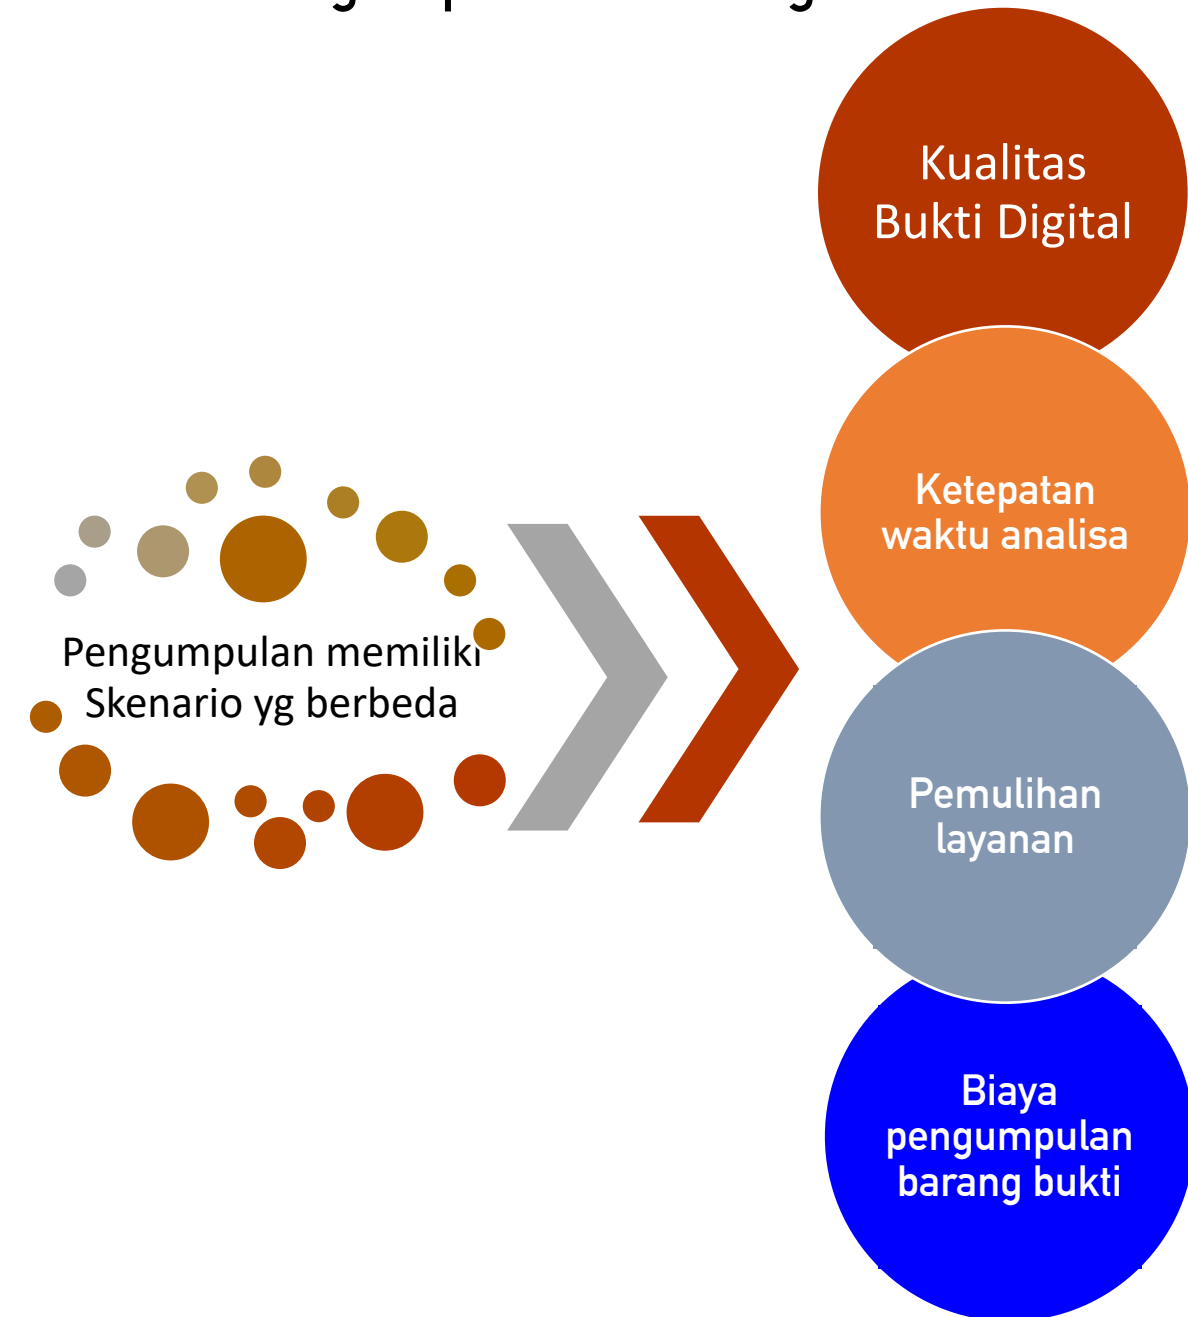 Kualitas
Bukti Digital
Ketepatan
waktu analisa
Pengumpulan memiliki
Skenario yg berbeda
Pemulihan
layanan
Biaya
pengumpulan
barang bukti